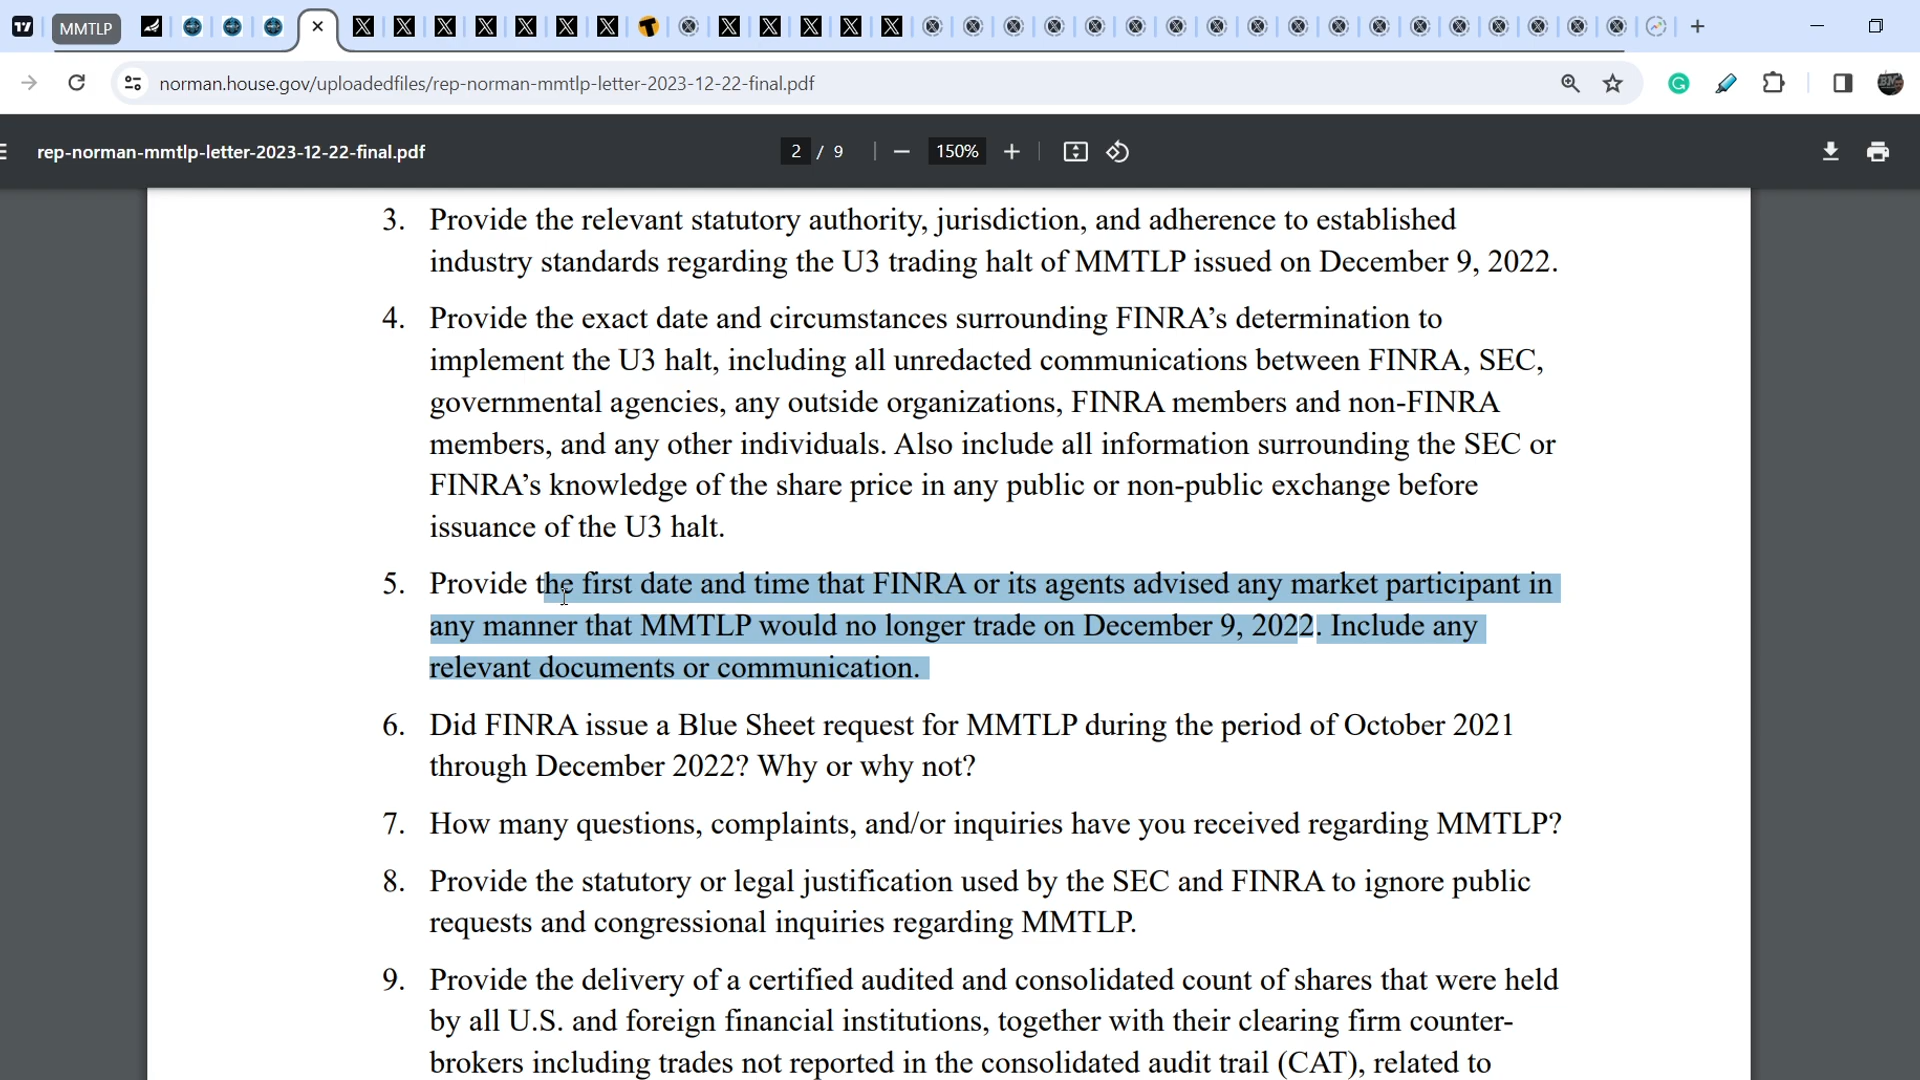 MMTLP
norman.house.gov/uploadedfiles/rep-norman-mmtlp-letter-2023-12-22-final.pdf
rep-norman-mmtlp-letter-2023-12-22-final.pdf
2 / 9
150%
3. Provide the relevant statutory authority, jurisdiction, and adherence to established
industry standards regarding the U3 trading halt of MMTLP issued on December 9, 2022.
4. Provide the exact date and circumstances surrounding FINRA’s determination to
implement the U3 halt, including all unredacted communications between FINRA, SEC,
governmental agencies, any outside organizations, FINRA members and non-FINRA
members, and any other individuals. Also include all information surrounding the SEC or
FINRA’s knowledge of the share price in any public or non-public exchange before
issuance of the U3 halt.
5. Provide the first date and time that FINRA or its agents advised any market participant in
any manner that MMTLP would no longer trade on December 9, 2022. Include any
relevant documents or communication.
6. Did FINRA issue a Blue Sheet request for MMTLP during the period of October 2021
through December 2022? Why or why not?
7. How many questions, complaints, and/or inquiries have you received regarding MMTLP?
8. Provide the statutory or legal justification used by the SEC and FINRA to ignore public
requests and congressional inquiries regarding MMTLP.
9. Provide the delivery of a certified audited and consolidated count of shares that were held
by all U.S. and foreign financial institutions, together with their clearing firm counter-
brokers including trades not reported in the consolidated audit trail (CAT), related to